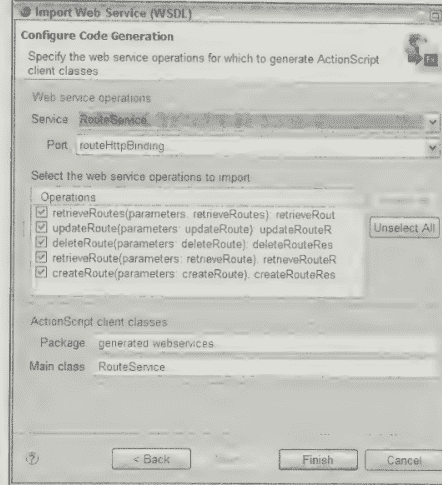 Import Web Service (WSDL)
Configure Code Generation
Specify the web service operations for which to generate ActionScript
client classes
Fx
Web service operations
Service RouteService
Port routeHttpBinding
Select the web service operations to import
Operations
retrieveRoutes(parameters: retrieveRoutes): retrieveRout
updateRoute(parameters: updateRoute) updateRouteR
Unselect All
deleteRoute(parameters: deleteRoute): deleteRouteRes
retrieveRoute(parameters: retrieveRoute). retrieveRouteR
createRoute(parameters: createRoute). createRouteRes
ActionScript client classes
Package generated webservices
Main class RouteService
? < Back Finish Cancel